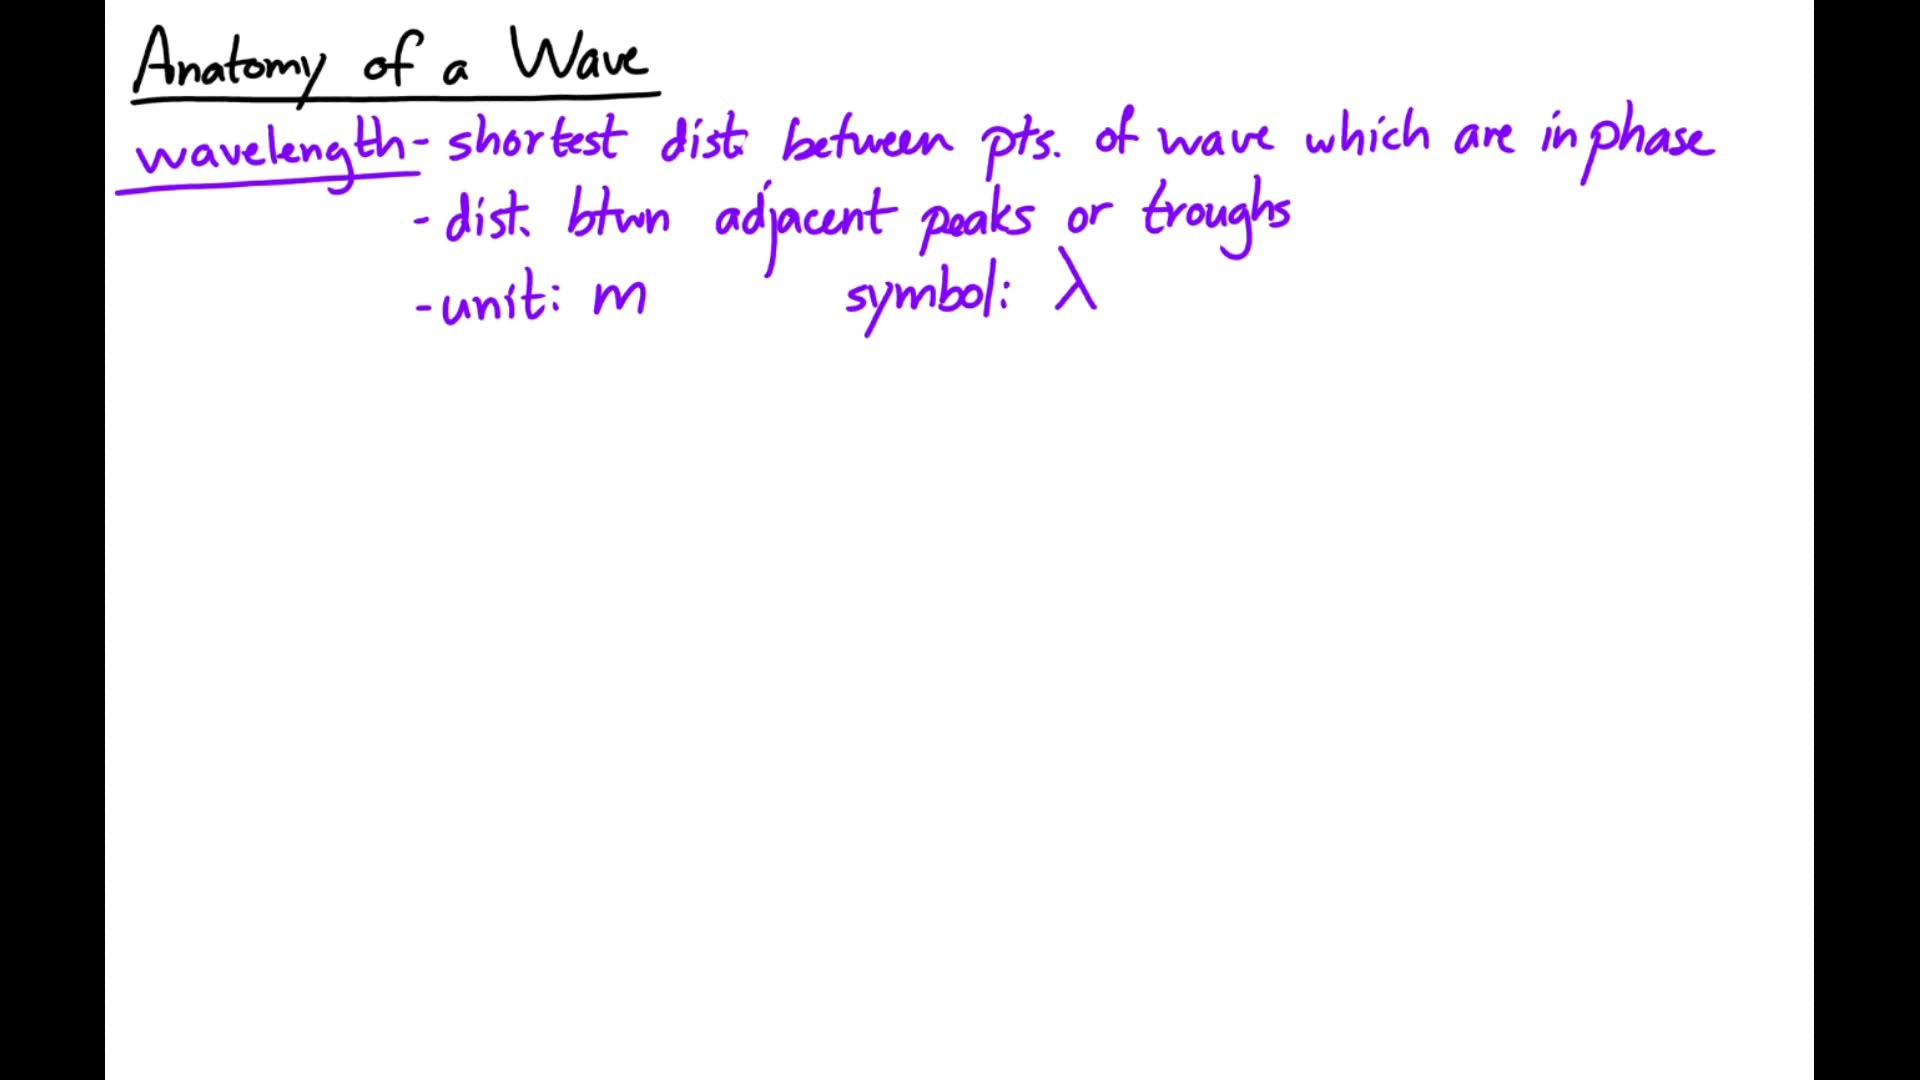 Anatomy of a Wave
wavelength - shortest dist. between pts. of wave which are in phase
- dist. btwn adjacent peaks or troughs
- unit: m symbol: λ